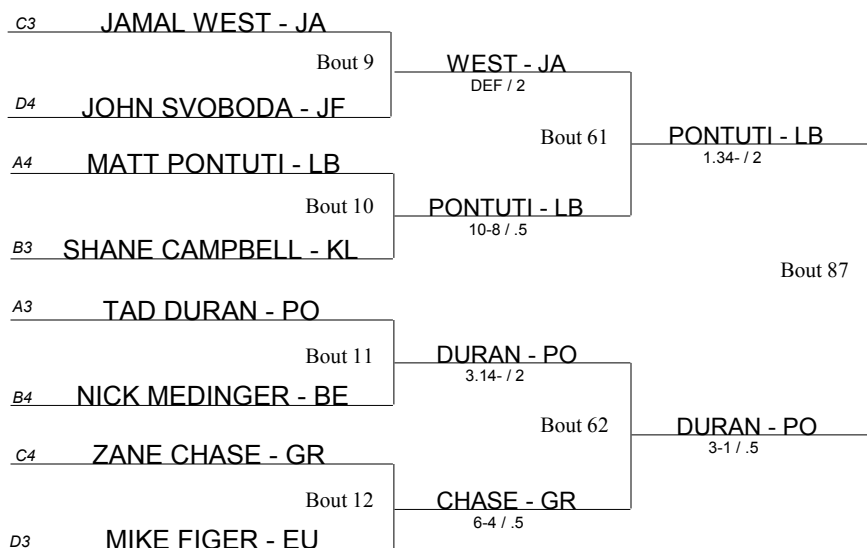 C3 JAMAL WEST - JA
Bout 9
WEST - JA
DEF / 2
D4 JOHN SVOBODA - JF
Bout 61
PONTUTI - LB
1.34- / 2
A4 MATT PONTUTI - LB
Bout 10
PONTUTI - LB
10-8 / .5
B3 SHANE CAMPBELL - KL
Bout 87
A3 TAD DURAN - PO
Bout 11
DURAN - PO
3.14- / 2
B4 NICK MEDINGER - BE
Bout 62
DURAN - PO
3-1 / .5
C4 ZANE CHASE - GR
Bout 12
CHASE - GR
6-4 / .5
D3 MIKE FIGER - EU